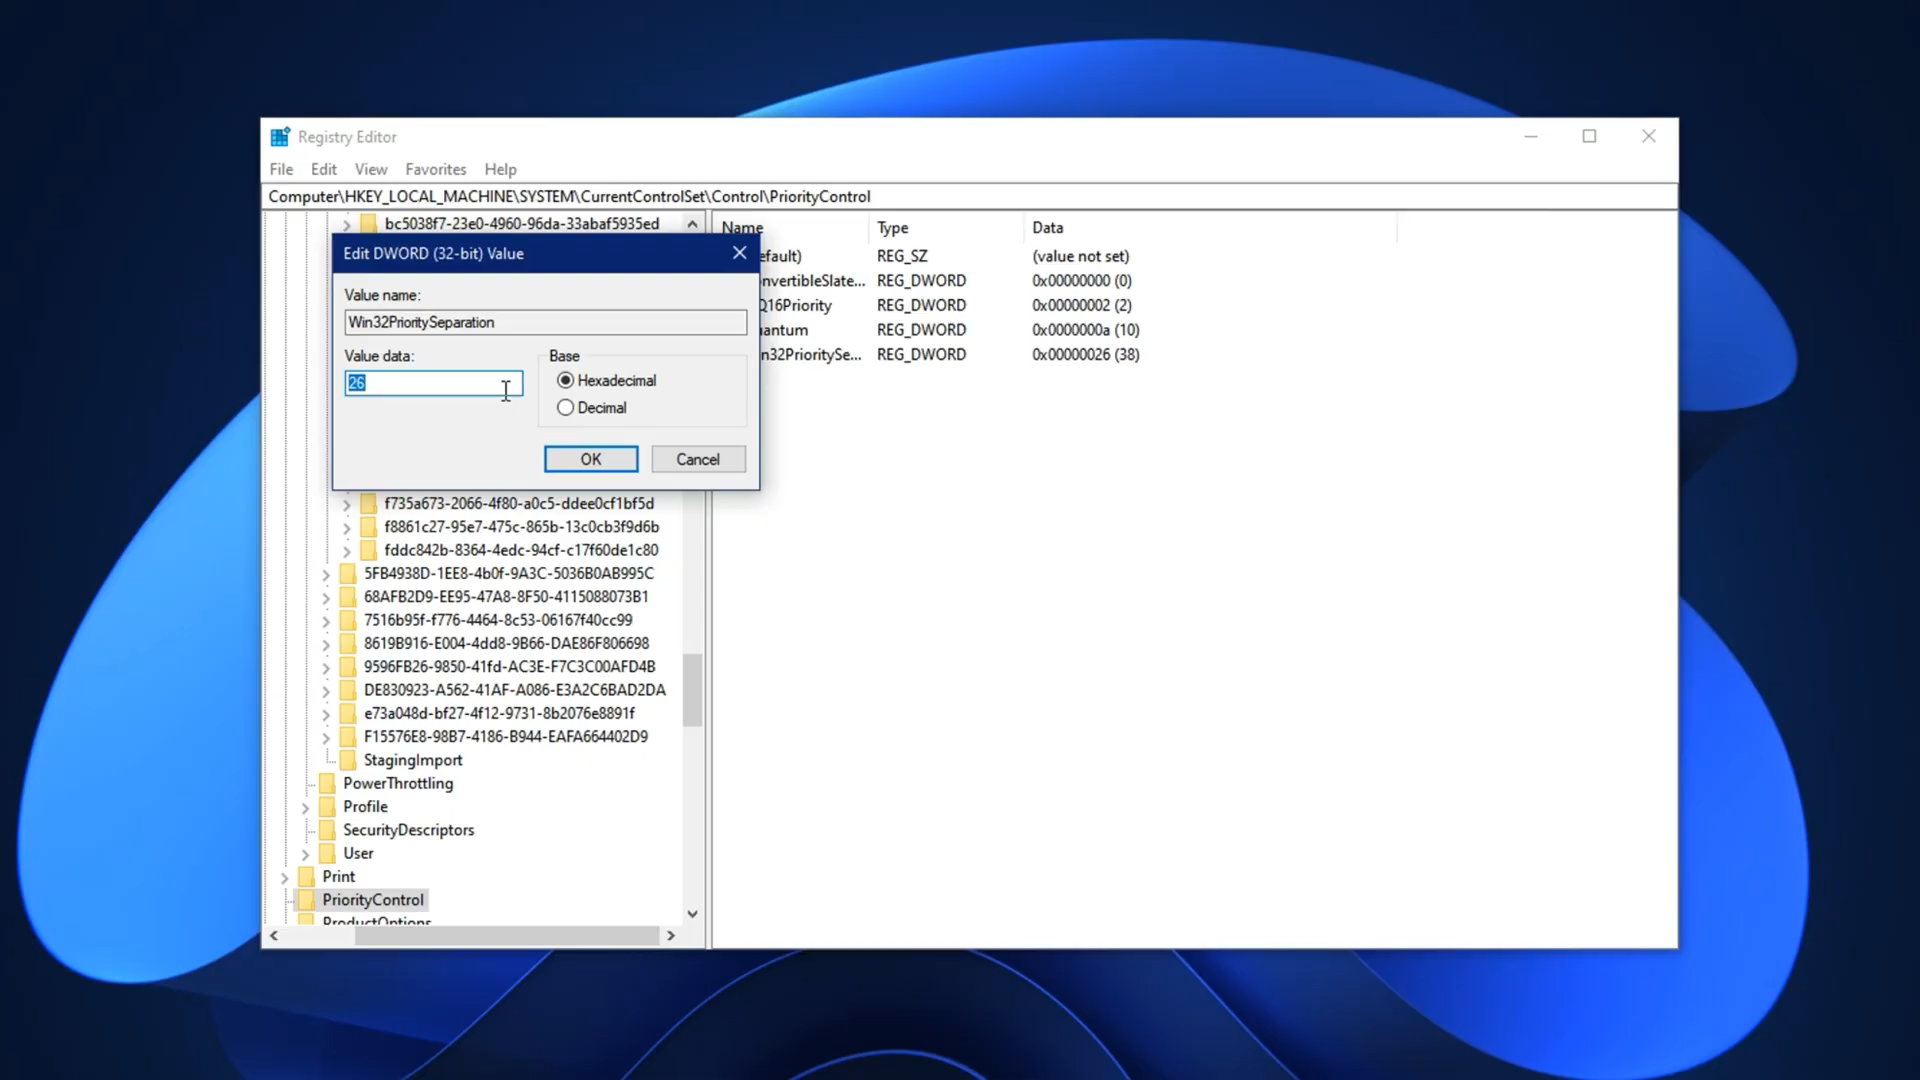 Registry Editor
File Edit View Favorites Help
Computer\HKEY_LOCAL_MACHINE\SYSTEM\CurrentControlSet\Control\PriorityControl
bc5038f7-23e0-4960-96da-33abaf5935ed
Edit DWORD (32-bit) Value
Value name:
Win32PrioritySeparation
Value data:
26
Base
Hexadecimal
Decimal
OK Cancel
f735a673-2066-4f80-a0c5-ddee0cf1bf5d
f8861c27-95e7-475c-865b-13c0cb3f9d6b
fddc842b-8364-4edc-94cf-c17f60de1c80
5FB4938D-1EE8-4b0f-9A3C-5036B0AB995C
68AFB2D9-EE95-47A8-8F50-4115088073B1
7516b95f-f776-4464-8c53-06167f40cc99
8619B916-E004-4dd8-9B66-DAE86F806698
9596FB26-9850-41fd-AC3E-F7C3C00AFD4B
DE830923-A562-41AF-A086-E3A2C6BAD2DA
e73a048d-bf27-4f12-9731-8b2076e8891f
F15576E8-98B7-4186-B944-EAFA664402D9
StagingImport
PowerThrottling
Profile
SecurityDescriptors
User
Print
PriorityControl
ProductOptions
Name Type Data
efault) REG_SZ (value not set)
onvertibleSlate... REG_DWORD 0x00000000 (0)
Q16Priority REG_DWORD 0x00000002 (2)
uantum REG_DWORD 0x0000000a (10)
n32PrioritySe... REG_DWORD 0x00000026 (38)